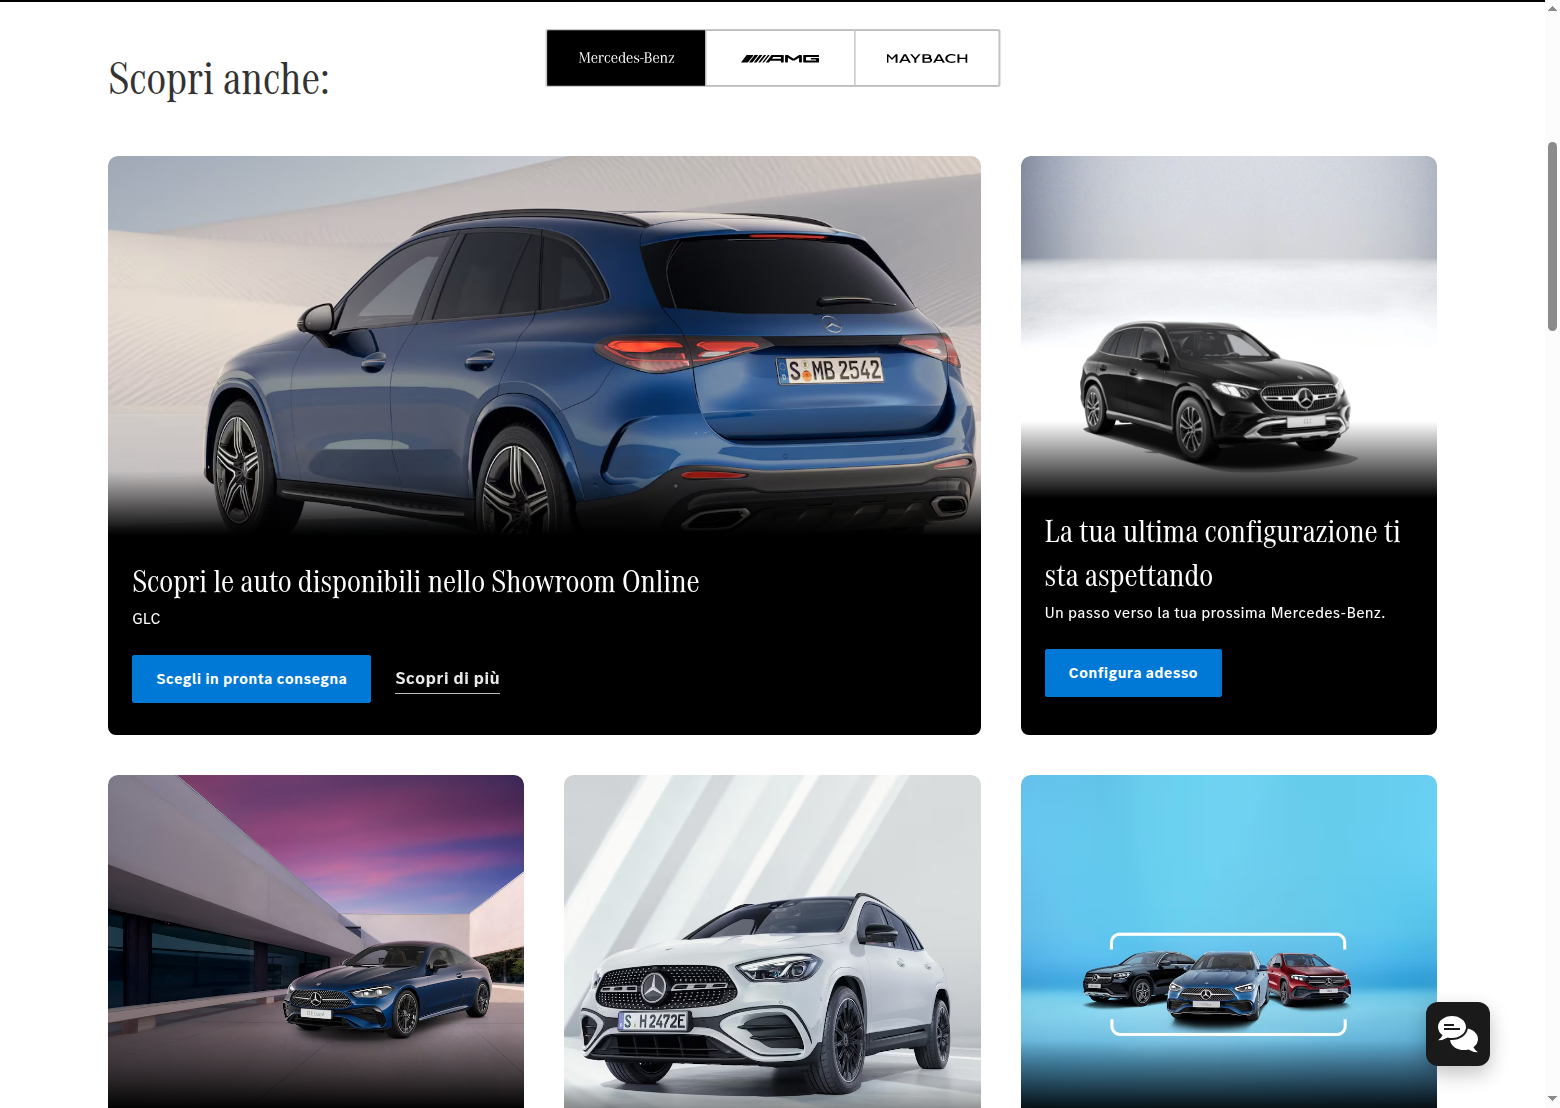 Scopri anche:
Mercedes-Benz
AMG
MAYBACH
S MB 2542
Scopri le auto disponibili nello Showroom Online
GLC
Scegli in pronta consegna
Scopri di più
La tua ultima configurazione ti
sta aspettando
Un passo verso la tua prossima Mercedes-Benz.
Configura adesso
S H 2472E